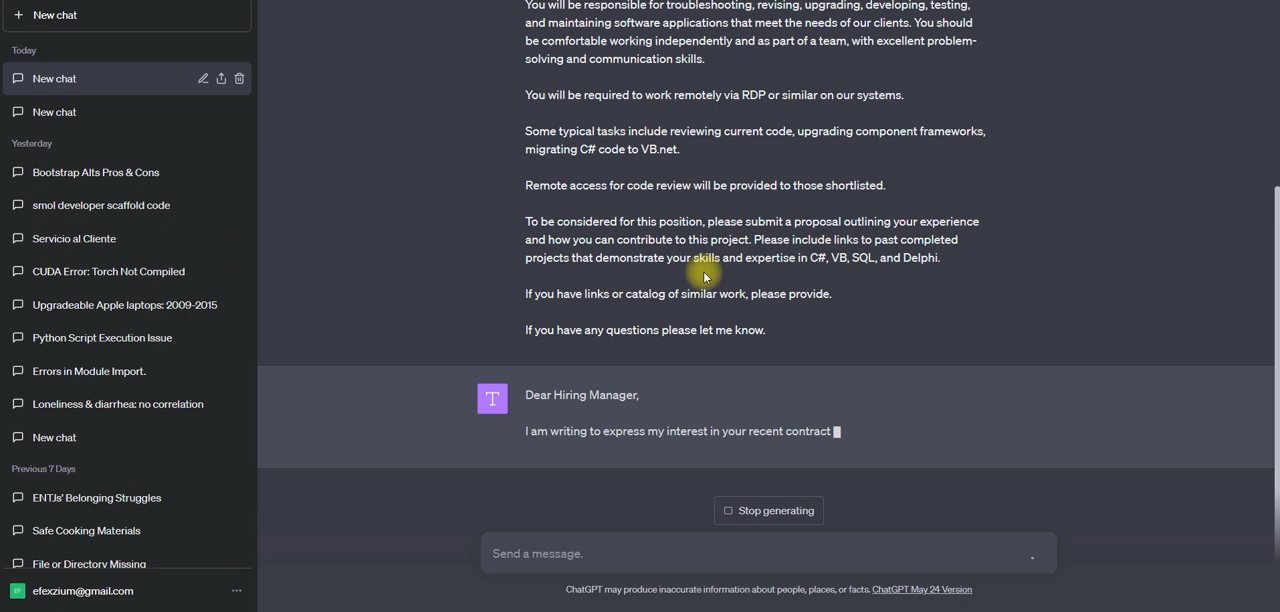 + New chat
Today
New chat
New chat
Yesterday
Bootstrap Alts Pros & Cons
smol developer scaffold code
Servicio al Cliente
CUDA Error: Torch Not Compiled
Upgradeable Apple laptops: 2009-2015
Python Script Execution Issue
Errors in Module Import.
Loneliness & diarrhea: no correlation
New chat
Previous 7 Days
ENTJs' Belonging Struggles
Safe Cooking Materials
File or Directory Missing
efexzium@gmail.com
You will be responsible for troubleshooting, revising, upgrading, developing, testing,
and maintaining software applications that meet the needs of our clients. You should
be comfortable working independently and as part of a team, with excellent problem-
solving and communication skills.
You will be required to work remotely via RDP or similar on our systems.
Some typical tasks include reviewing current code, upgrading component frameworks,
migrating C# code to VB.net.
Remote access for code review will be provided to those shortlisted.
To be considered for this position, please submit a proposal outlining your experience
and how you can contribute to this project. Please include links to past completed
projects that demonstrate your skills and expertise in C#, VB, SQL, and Delphi.
If you have links or catalog of similar work, please provide.
If you have any questions please let me know.
T
Dear Hiring Manager,
I am writing to express my interest in your recent contract
Stop generating
Send a message.
ChatGPT may produce inaccurate information about people, places, or facts. ChatGPT May 24 Version